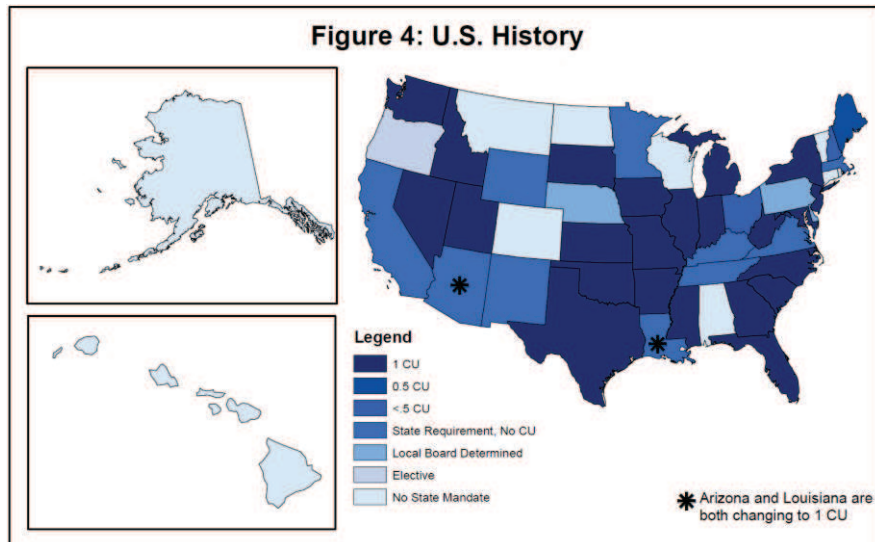 Figure 4: U.S. History
Legend
1 CU
0.5 CU
<.5 CU
State Requirement, No CU
Local Board Determined
Elective
No State Mandate
Arizona and Louisiana are
both changing to 1 CU